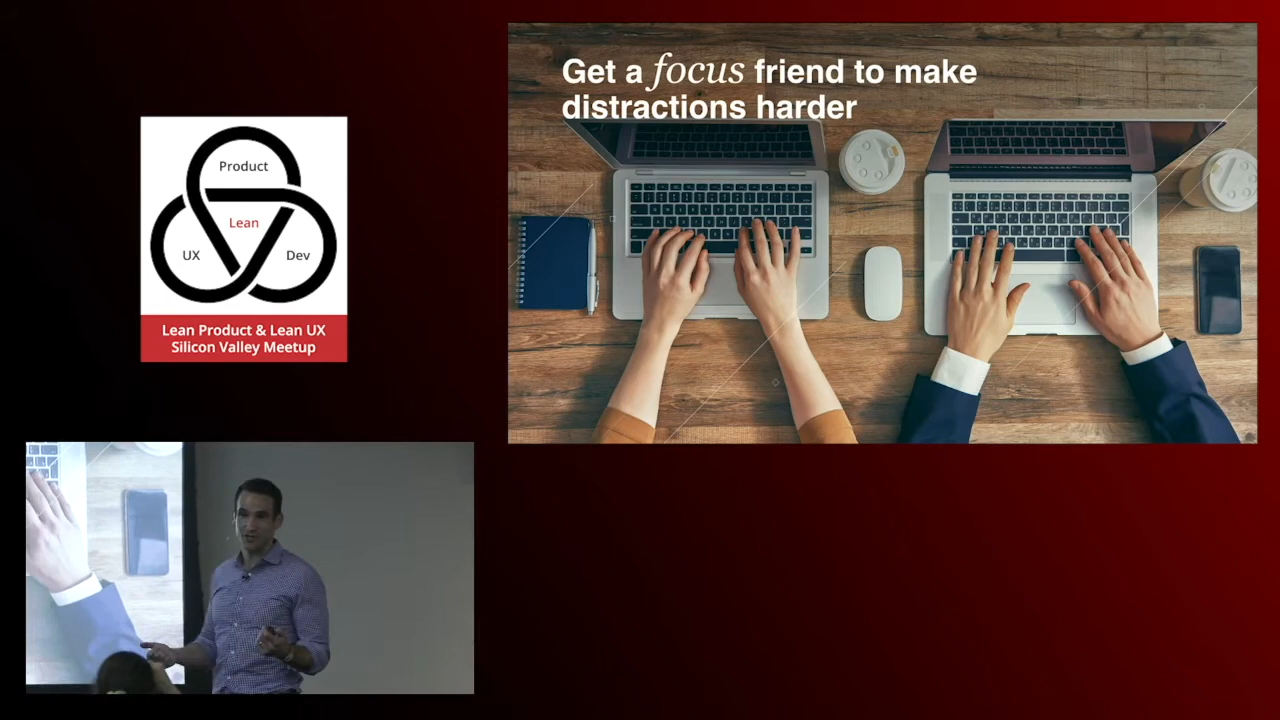 Product
Lean
UX
Dev
Lean Product & Lean UX
Silicon Valley Meetup
Get a focus friend to make
distractions harder